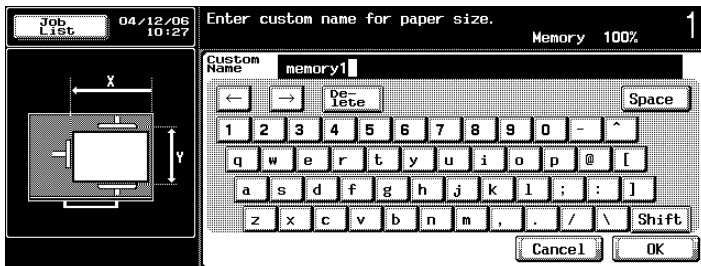 Job List 04/12/06 10:27
Enter custom name for paper size.
Memory 100% 1
X
Y
Custom Name memory1
← → De-lete Space
1 2 3 4 5 6 7 8 9 0 - ^
q w e r t y u i o p @ [
a s d f g h j k l ; : ]
z x c v b n m , . / \ Shift
Cancel OK